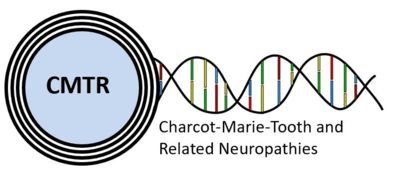 CMTR
Charcot-Marie-Tooth and
Related Neuropathies